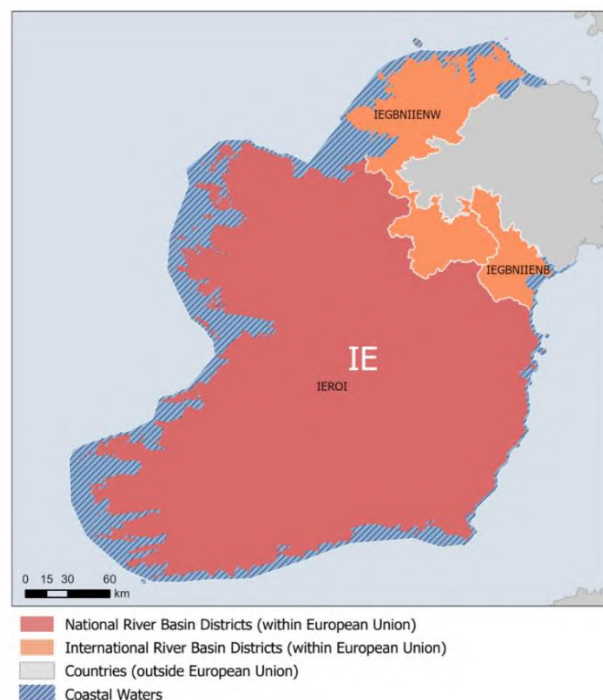 IEGBNIIENW
IEGBNIIENB
IE
IEROI
0 15 30 60
km
National River Basin Districts (within European Union)
International River Basin Districts (within European Union)
Countries (outside European Union)
Coastal Waters